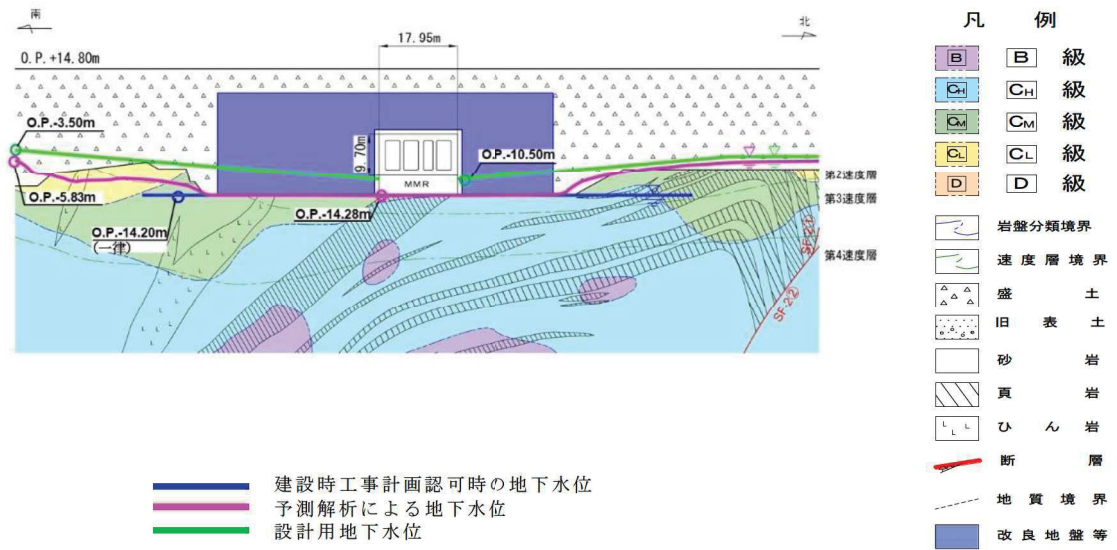 南
北
17.95m
O.P.+14.80m
O.P.-3.50m
9.70m
O.P.-10.50m
MMR
O.P.-5.83m
O.P.-14.28m
O.P.-14.20m
(一律)
第2速度層
第3速度層
第4速度層
SF-2①
SF-2②
建設時工事計画認可時の地下水位
予測解析による地下水位
設計用地下水位
凡 例
B B 級
CH CH 級
CM CM 級
CL CL 級
D D 級
岩盤分類境界
速度層境界
盛土
旧表土
砂岩
頁岩
ひん岩
断層
地質境界
改良地盤等